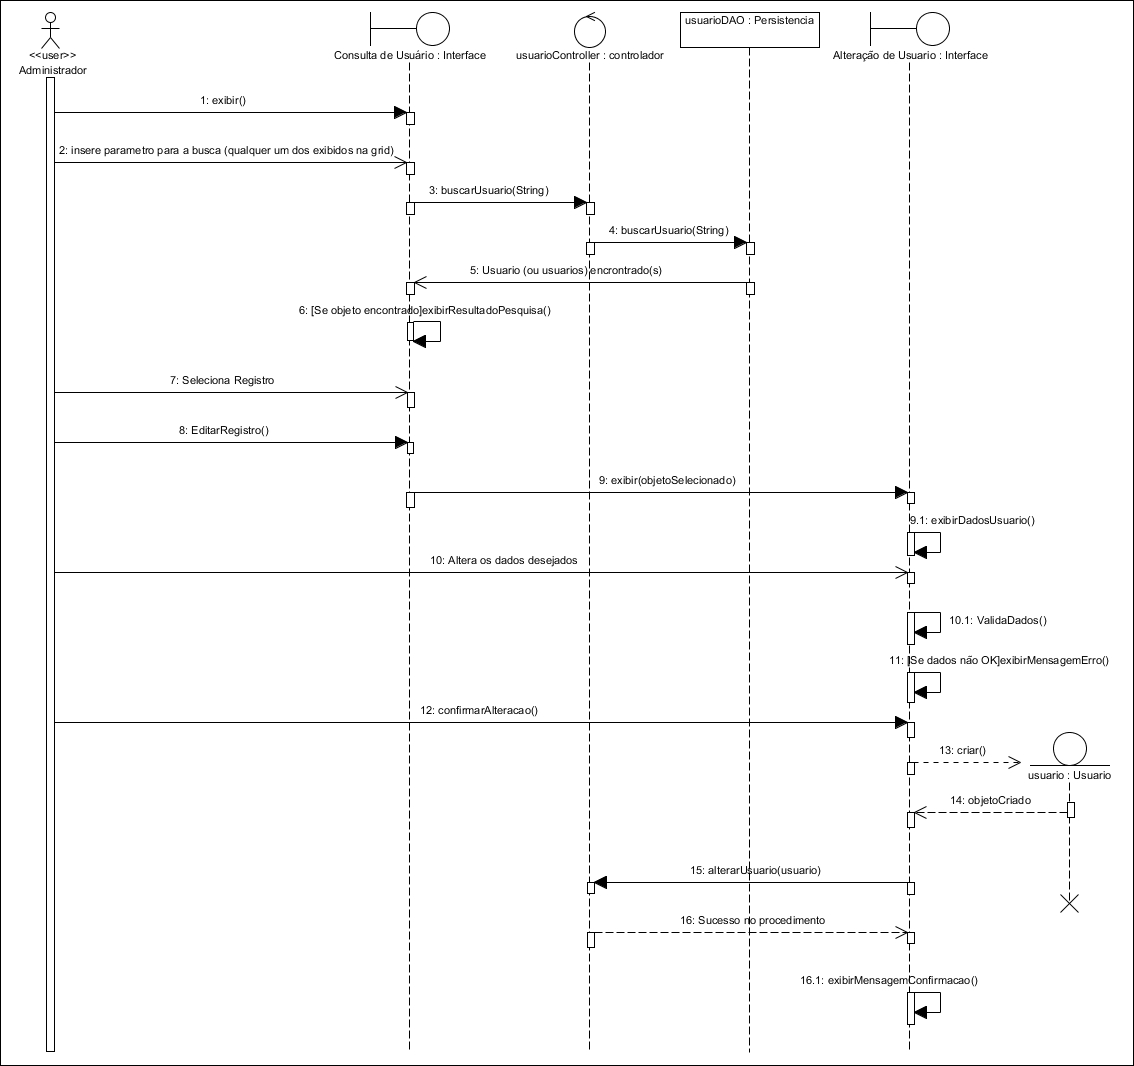 <<user>>
Administrador
Consulta de Usuário : Interface
usuarioController : controlador
usuarioDAO : Persistencia
Alteração de Usuario : Interface
1: exibir()
2: insere parametro para a busca (qualquer um dos exibidos na grid)
3: buscarUsuario(String)
4: buscarUsuario(String)
5: Usuario (ou usuarios) encrontrado(s)
6: [Se objeto encontrado]exibirResultadoPesquisa()
7: Seleciona Registro
8: EditarRegistro()
9: exibir(objetoSelecionado)
9.1: exibirDadosUsuario()
10: Altera os dados desejados
10.1: ValidaDados()
11: [Se dados não OK]exibirMensagemErro()
12: confirmarAlteracao()
13: criar()
usuario : Usuario
14: objetoCriado
15: alterarUsuario(usuario)
16: Sucesso no procedimento
16.1: exibirMensagemConfirmacao()